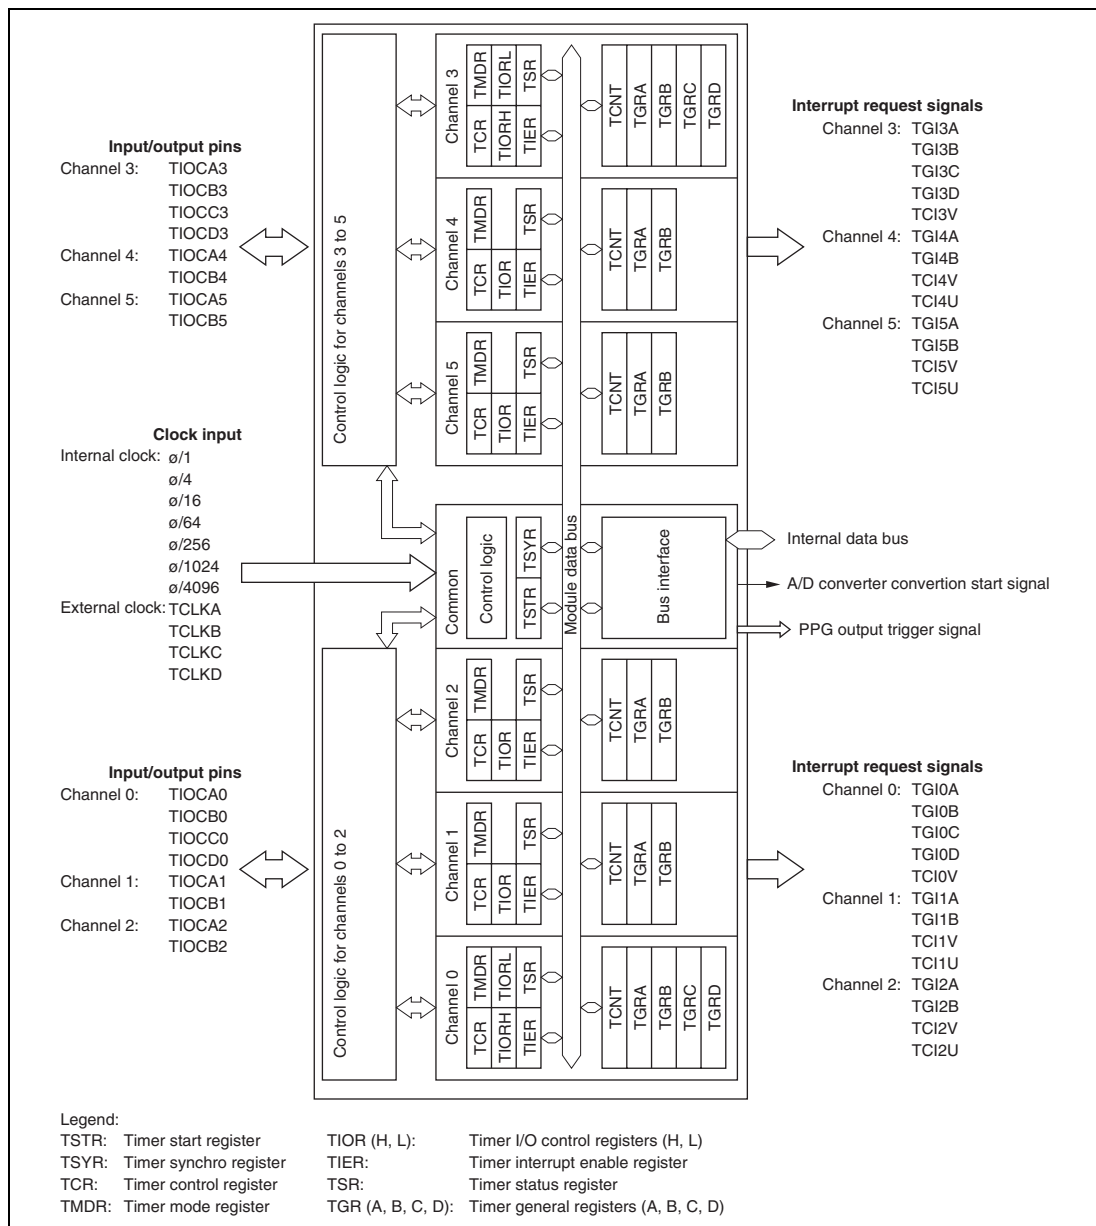 Input/output pins
Channel 3: TIOCA3
TIOCB3
TIOCC3
TIOCD3
Channel 4: TIOCA4
TIOCB4
Channel 5: TIOCA5
TIOCB5
Clock input
Internal clock: ø/1
ø/4
ø/16
ø/64
ø/256
ø/1024
ø/4096
External clock: TCLKA
TCLKB
TCLKC
TCLKD
Input/output pins
Channel 0: TIOCA0
TIOCB0
TIOCC0
TIOCD0
Channel 1: TIOCA1
TIOCB1
Channel 2: TIOCA2
TIOCB2
Control logic for channels 3 to 5
Control logic for channels 0 to 2
Channel 3
TCR TMDR
TIORH TIORL
TIER TSR
TCNT
TGRA
TGRB
TGRC
TGRD
Channel 4
TCR TMDR
TIOR
TIER TSR
TCNT
TGRA
TGRB
Channel 5
TCR TMDR
TIOR
TIER TSR
TCNT
TGRA
TGRB
Common
Control logic
TSTR TSYR
Module data bus
Bus interface
Channel 2
TCR TMDR
TIOR
TIER TSR
TCNT
TGRA
TGRB
Channel 1
TCR TMDR
TIOR
TIER TSR
TCNT
TGRA
TGRB
Channel 0
TCR TMDR
TIORH TIORL
TIER TSR
TCNT
TGRA
TGRB
TGRC
TGRD
Interrupt request signals
Channel 3: TGI3A
TGI3B
TGI3C
TGI3D
TCI3V
Channel 4: TGI4A
TGI4B
TCI4V
TCI4U
Channel 5: TGI5A
TGI5B
TCI5V
TCI5U
Internal data bus
A/D converter convertion start signal
PPG output trigger signal
Interrupt request signals
Channel 0: TGI0A
TGI0B
TGI0C
TGI0D
TCI0V
Channel 1: TGI1A
TGI1B
TCI1V
TCI1U
Channel 2: TGI2A
TGI2B
TCI2V
TCI2U
Legend:
TSTR: Timer start register TIOR (H, L): Timer I/O control registers (H, L)
TSYR: Timer synchro register TIER: Timer interrupt enable register
TCR: Timer control register TSR: Timer status register
TMDR: Timer mode register TGR (A, B, C, D): Timer general registers (A, B, C, D)